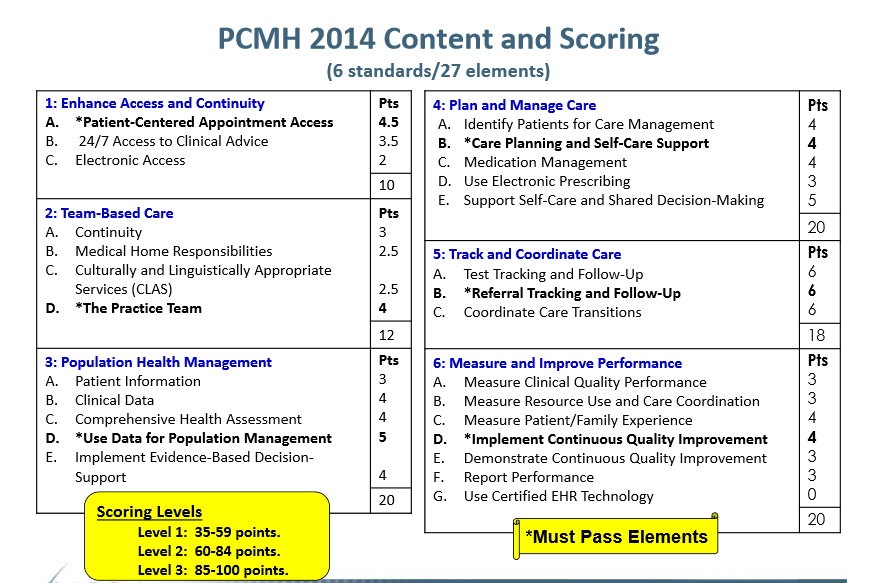 PCMH 2014 Content and Scoring
(6 standards/27 elements)
1: Enhance Access and Continuity Pts
A. *Patient-Centered Appointment Access 4.5
B. 24/7 Access to Clinical Advice 3.5
C. Electronic Access 2
10
2: Team-Based Care Pts
A. Continuity 3
B. Medical Home Responsibilities 2.5
C. Culturally and Linguistically Appropriate
Services (CLAS) 2.5
D. *The Practice Team 4
12
3: Population Health Management Pts
A. Patient Information 3
B. Clinical Data 4
C. Comprehensive Health Assessment 4
D. *Use Data for Population Management 5
E. Implement Evidence-Based Decision-
Support 4
20
Scoring Levels
Level 1: 35-59 points.
Level 2: 60-84 points.
Level 3: 85-100 points.
4: Plan and Manage Care Pts
A. Identify Patients for Care Management 4
B. *Care Planning and Self-Care Support 4
C. Medication Management 4
D. Use Electronic Prescribing 3
E. Support Self-Care and Shared Decision-Making 5
20
5: Track and Coordinate Care Pts
A. Test Tracking and Follow-Up 6
B. *Referral Tracking and Follow-Up 6
C. Coordinate Care Transitions 6
18
6: Measure and Improve Performance Pts
A. Measure Clinical Quality Performance 3
B. Measure Resource Use and Care Coordination 3
C. Measure Patient/Family Experience 4
D. *Implement Continuous Quality Improvement 4
E. Demonstrate Continuous Quality Improvement 3
F. Report Performance 3
G. Use Certified EHR Technology 0
20
*Must Pass Elements